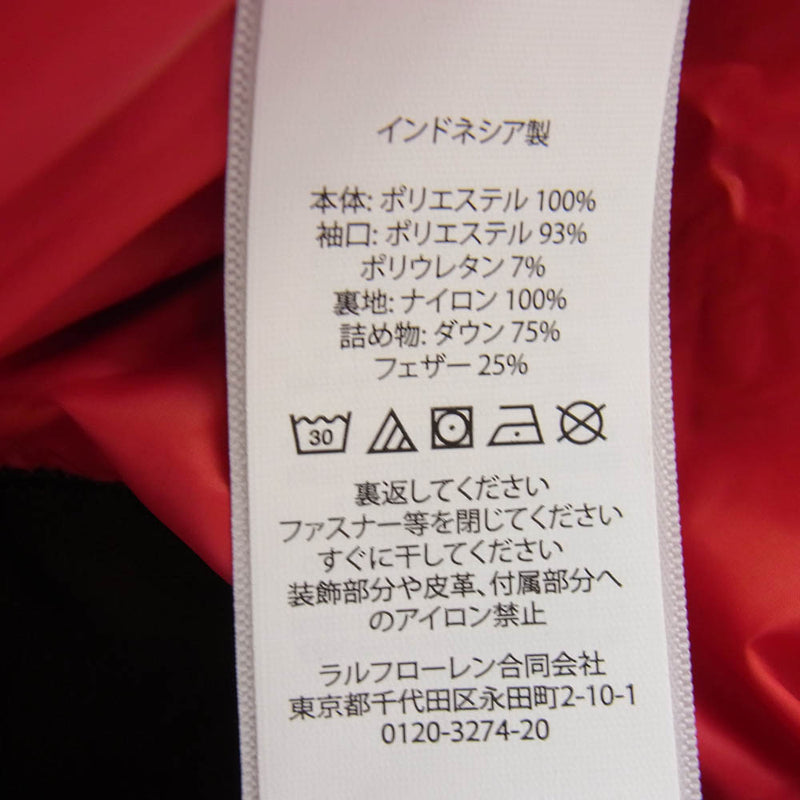 インドネシア製
本体: ポリエステル 100%
袖口: ポリエステル 93%
ポリウレタン 7%
裏地: ナイロン 100%
詰め物: ダウン 75%
フェザー 25%
30
裏返してください
ファスナー等を閉じてください
すぐに干してください
装飾部分や皮革、付属部分へ
のアイロン禁止
ラルフローレン合同会社
東京都千代田区永田町2-10-1
0120-3274-20